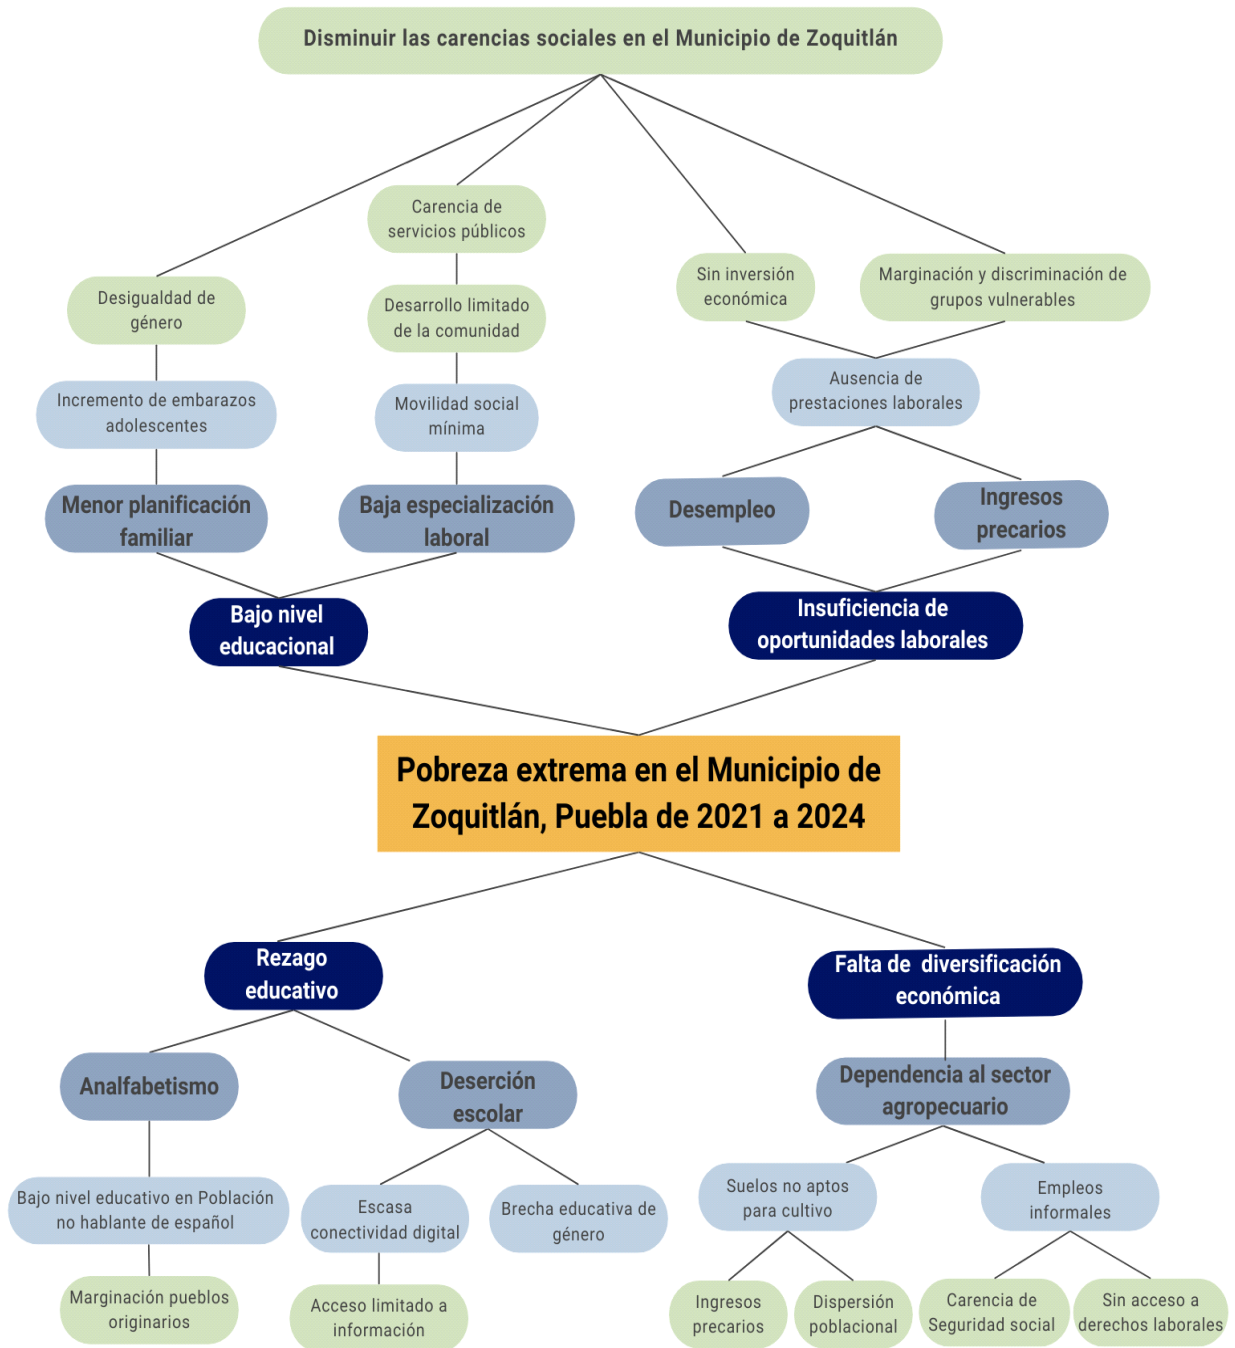 Disminuir las carencias sociales en el Municipio de Zoquitlán
Carencia de
servicios públicos
Sin inversión
económica
Marginación y discriminación de
grupos vulnerables
Desigualdad de
género
Desarrollo limitado
de la comunidad
Incremento de embarazos
adolescentes
Movilidad social
mínima
Ausencia de
prestaciones laborales
Menor planificación
familiar
Baja especialización
laboral
Desempleo
Ingresos
precarios
Bajo nivel
educacional
Insuficiencia de
oportunidades laborales
Pobreza extrema en el Municipio de
Zoquitlán, Puebla de 2021 a 2024
Rezago
educativo
Falta de diversificación
económica
Analfabetismo
Deserción
escolar
Dependencia al sector
agropecuario
Bajo nivel educativo en Población
no hablante de español
Escasa
conectividad digital
Brecha educativa de
género
Suelos no aptos
para cultivo
Empleos
informales
Marginación pueblos
originarios
Acceso limitado a
información
Ingresos
precarios
Dispersión
poblacional
Carencia de
Seguridad social
Sin acceso a
derechos laborales